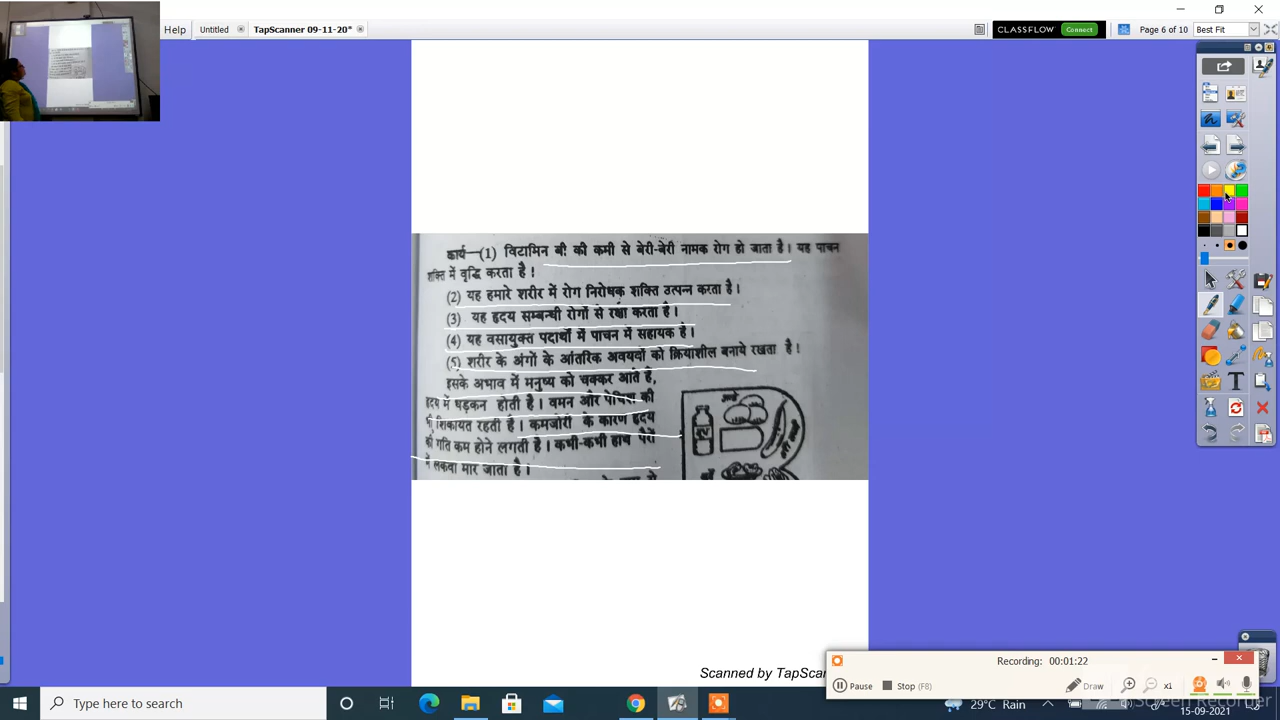 Help
Untitled
TapScanner 09-11-20*
CLASSFLOW Connect
Page 6 of 10
Best Fit
कार्य—(1) विटामिन बी की कमी से बेरी-बेरी नामक रोग हो जाता है। यह पाचन
शक्ति में वृद्धि करता है!
(2) यह हमारे शरीर में रोग निरोधक शक्ति उत्पन्न करता है।
(3) यह हृदय सम्बन्धी रोगों से रक्षा करता है।
(4) यह वसायुक्त पदार्थों में पाचन में सहायक है।
(5) शरीर के अंगों के आंतरिक अवयवों को क्रियाशील बनाये रखता है!
इसके अभाव में मनुष्य को चक्कर आते हैं,
हृदय में धड़कन होती है। वमन और पेचिश की
भी शिकायत रहती है। कमजोरी के कारण हृदय
की गति कम होने लगती है। कभी-कभी हाथ पैरों
में लकवा मार जाता है।
Scanned by TapScan
Recording: 00:01:22
Pause
Stop (F8)
Draw
x1
Type here to search
29°C Rain
15-09-2021
Screen Recorder